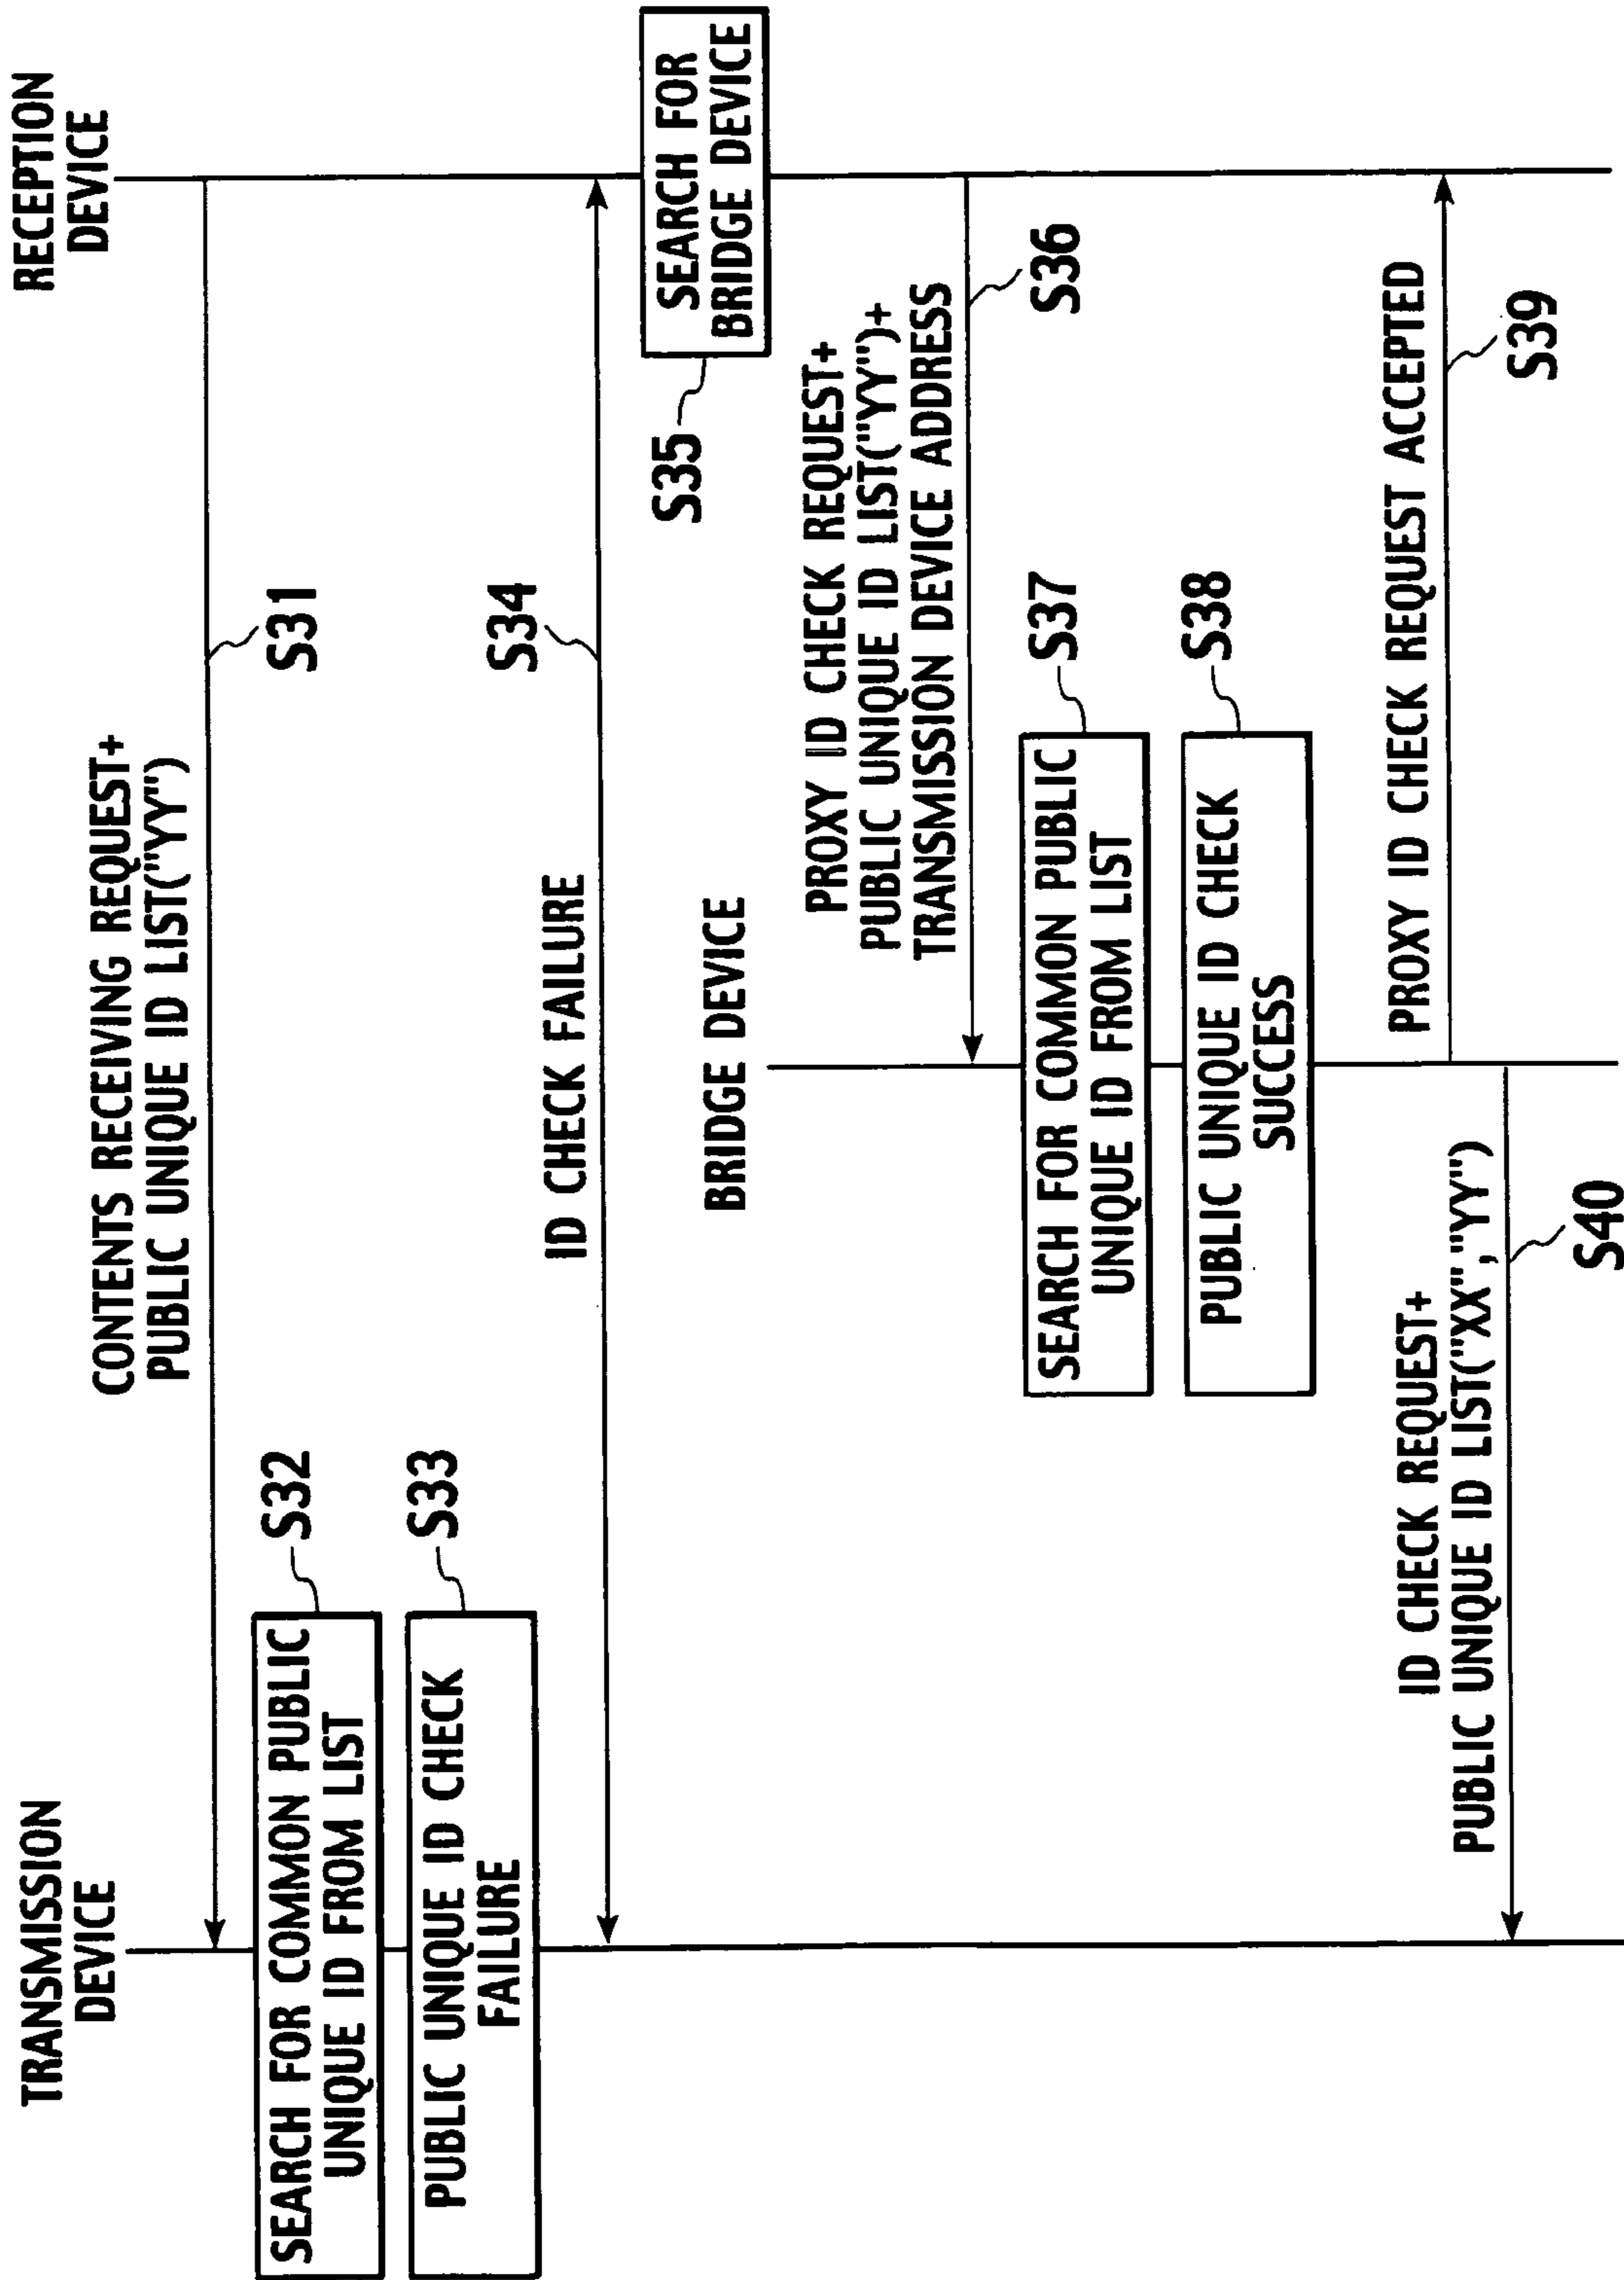 TRANSMISSION
DEVICE
RECEPTION
DEVICE
CONTENTS RECEIVING REQUEST+
PUBLIC UNIQUE ID LIST("YY")
S31
SEARCH FOR COMMON PUBLIC
UNIQUE ID FROM LIST
S32
PUBLIC UNIQUE ID CHECK
FAILURE
S33
ID CHECK FAILURE
S34
SEARCH FOR
BRIDGE DEVICE
S35
BRIDGE DEVICE
PROXY ID CHECK REQUEST+
PUBLIC UNIQUE ID LIST("YY")+
TRANSMISSION DEVICE ADDRESS
S36
SEARCH FOR COMMON PUBLIC
UNIQUE ID FROM LIST
S37
PUBLIC UNIQUE ID CHECK
SUCCESS
S38
PROXY ID CHECK REQUEST ACCEPTED
S39
ID CHECK REQUEST+
PUBLIC UNIQUE ID LIST("XX","YY")
S40